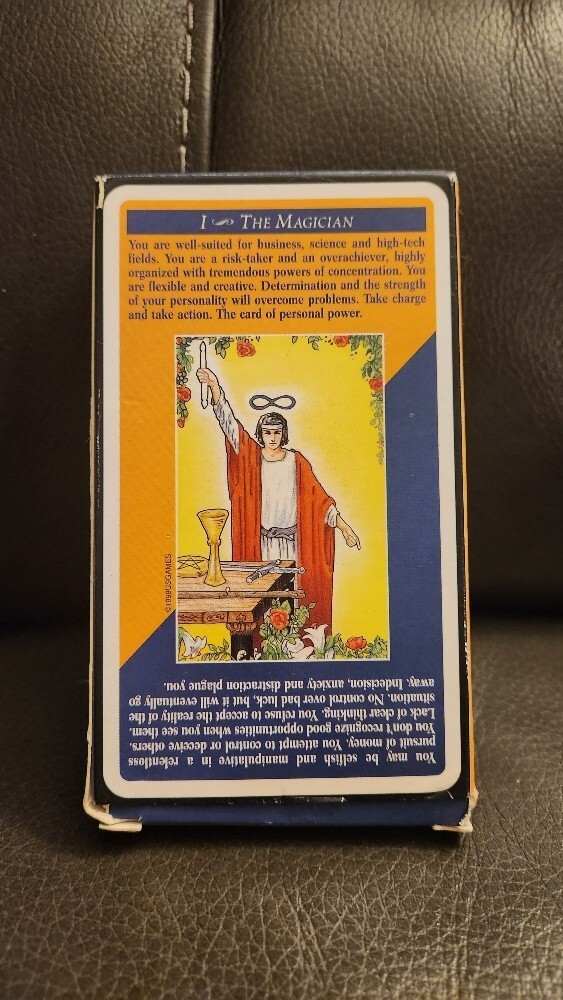 I THE MAGICIAN
You are well-suited for business, science and high-tech
fields. You are a risk-taker and an overachiever, highly
organized with tremendous powers of concentration. You
are flexible and creative. Determination and the strength
of your personality will overcome problems. Take charge
and take action. The card of personal power.
©1998USGAMES
You may be selfish and manipulative in a relentless
pursuit of money. You attempt to control or deceive others.
You don't recognize good opportunities when you see them.
Lack of clear thinking. You refuse to accept the reality of the
situation. No control over bad luck, but it will eventually go
away. Indecision, anxiety and distraction plague you.